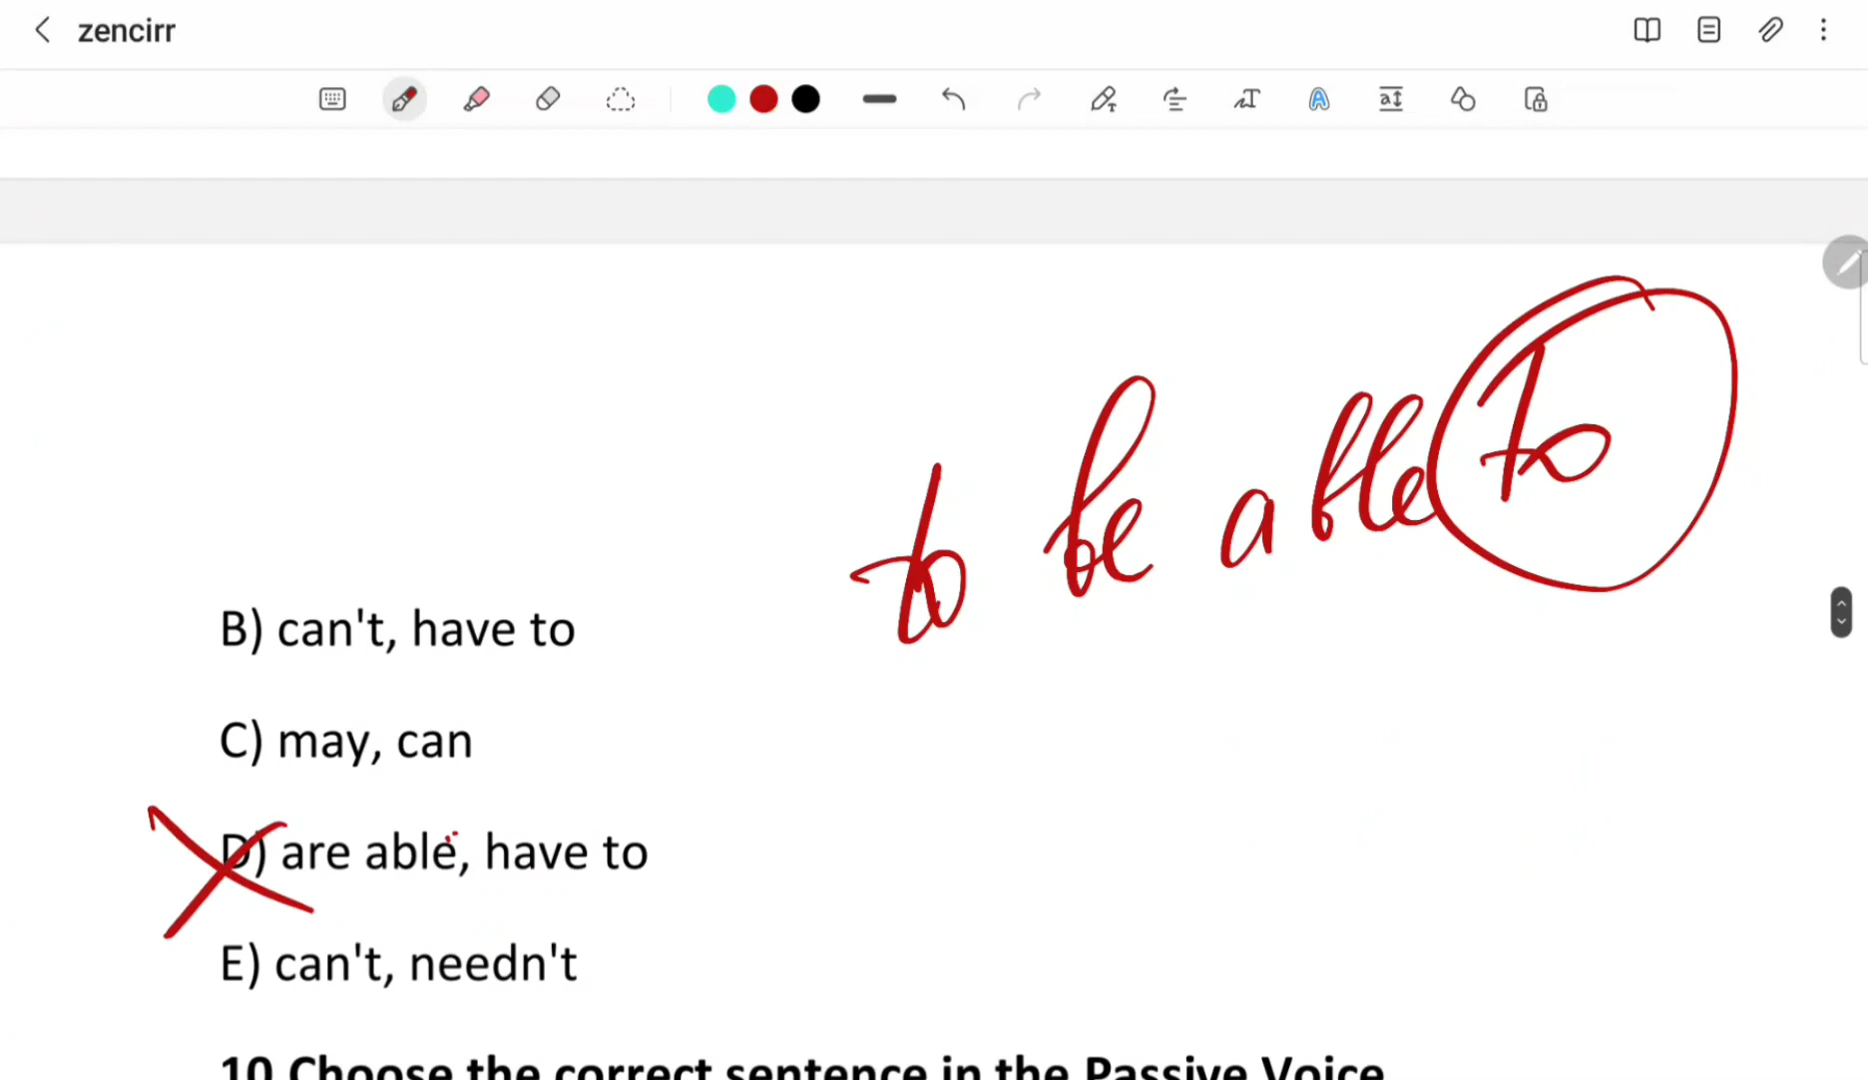 zencirr
to be able to
B) can't, have to
C) may, can
D) are able, have to
E) can't, needn't
10 Choose the correct sentence in the Passive Voice